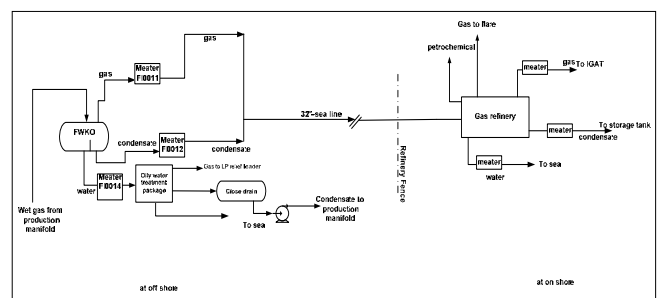 Gas to flare
gas
petrochemical
Meater
FI0011
gas
meater
gas To IGAT
FWKO
32"-sea line
Gas refinery
To storage tank
condensate
Meater
FI0012
condensate
meater
condensate
Refinery Fence
Meater
FI0014
water
Oily water
treatment
package
Gas to LP relief leader
Close drain
meater
To sea
water
Wet gas from
production
manifold
To sea
Condensate to
production
manifold
at off shore
at on shore